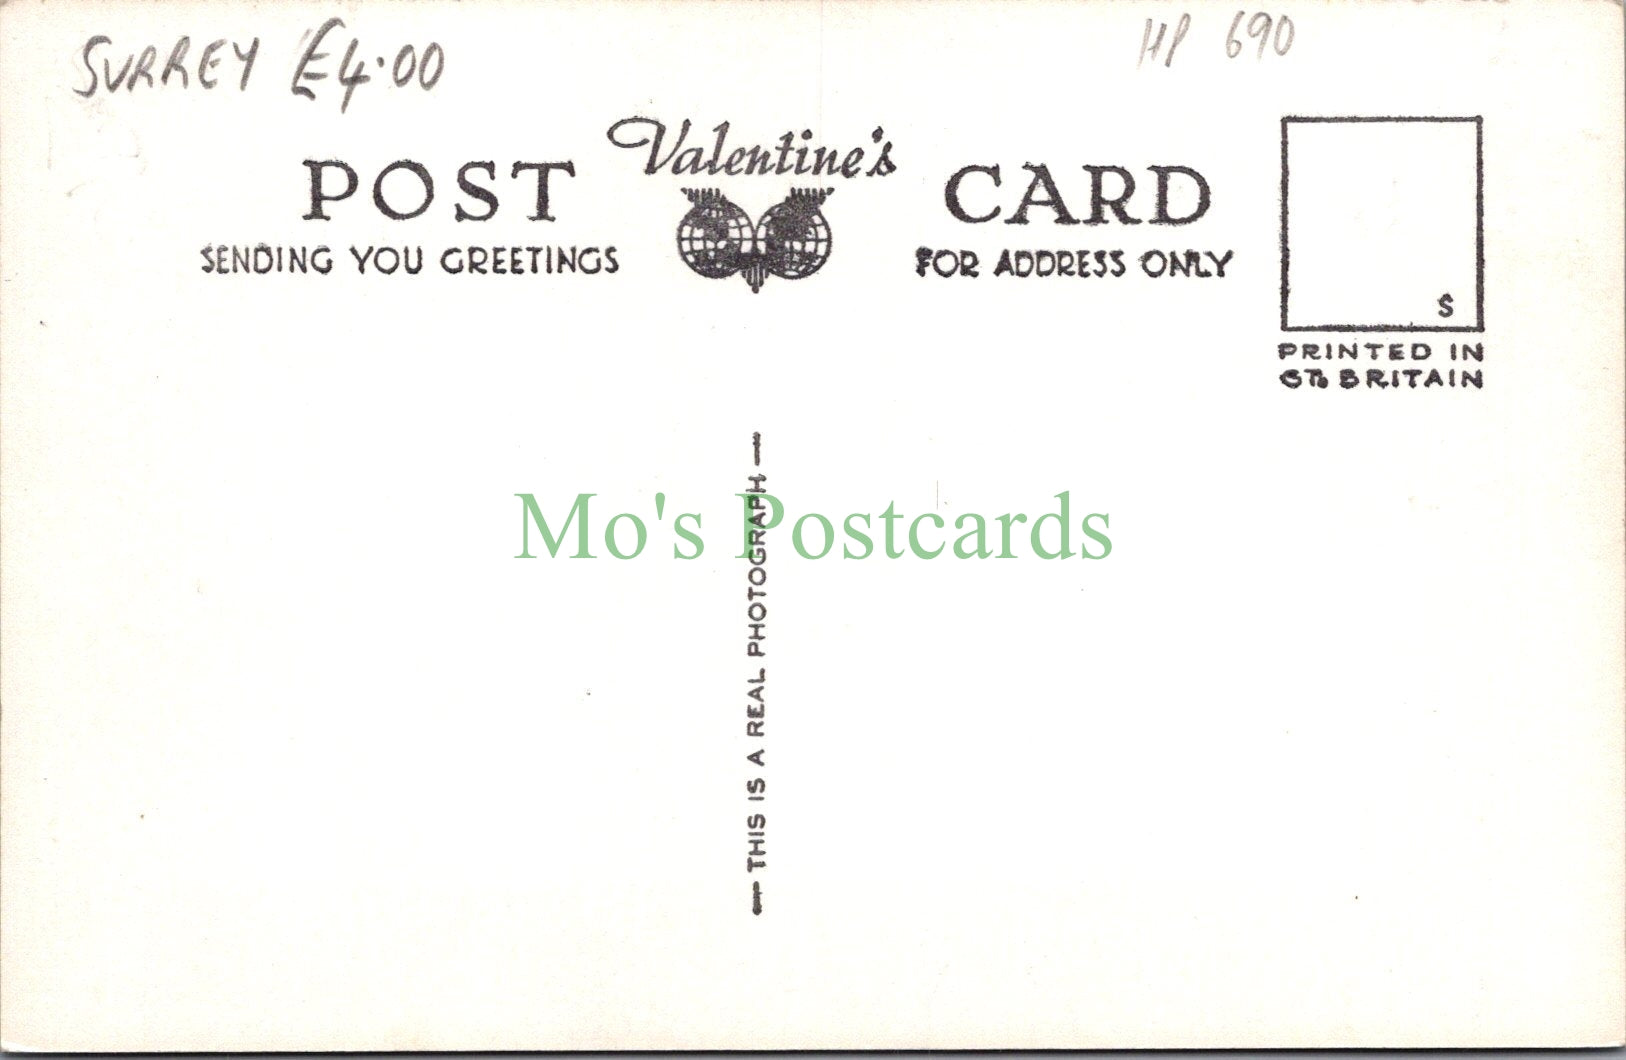 SURREY £4.00
HP 690
Valentine's
POST CARD
SENDING YOU GREETINGS
FOR ADDRESS ONLY
S
PRINTED IN
GT. BRITAIN
THIS IS A REAL PHOTOGRAPH
Mo's Postcards